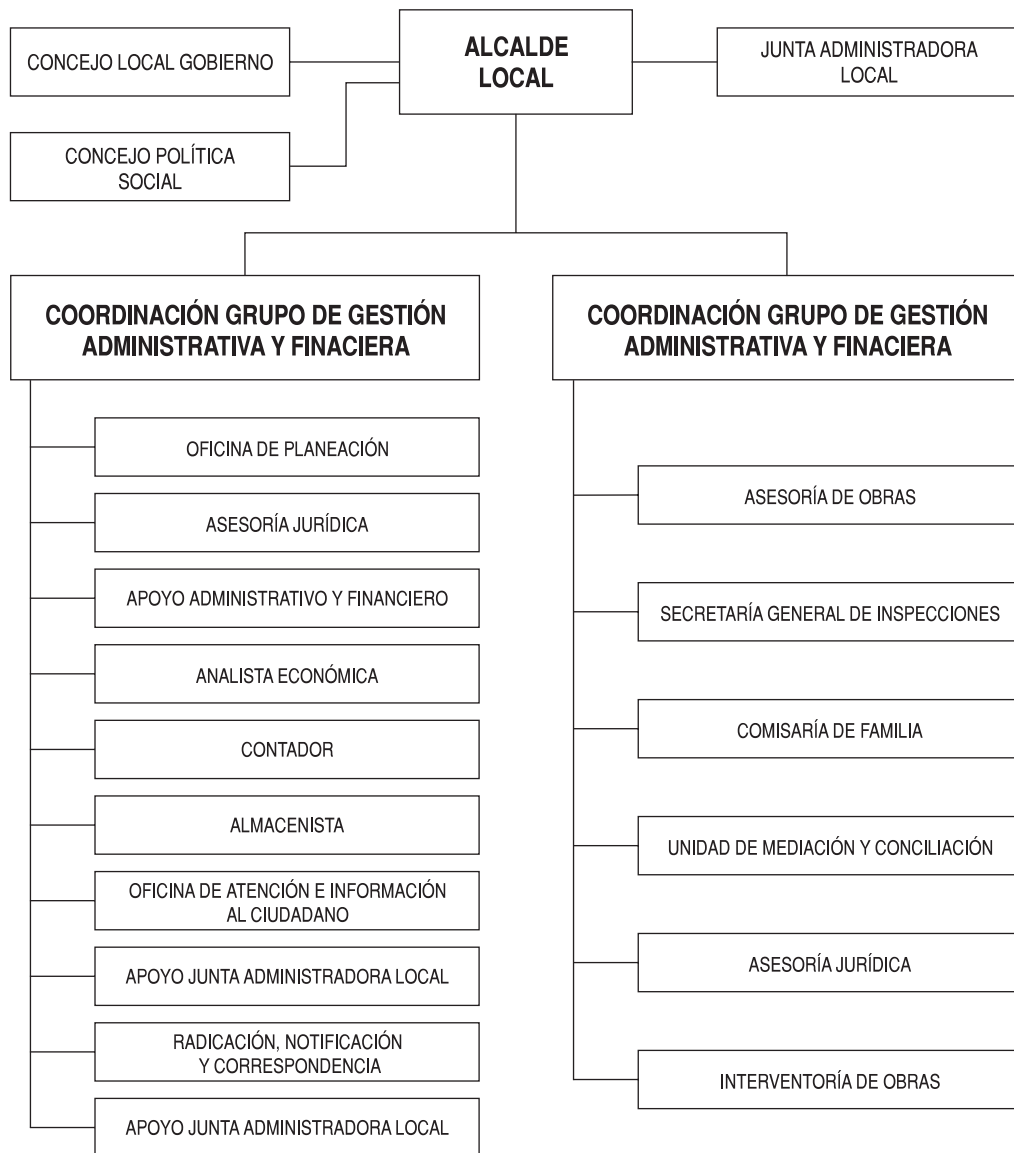 CONCEJO LOCAL GOBIERNO
ALCALDE
LOCAL
JUNTA ADMINISTRADORA
LOCAL
CONCEJO POLÍTICA
SOCIAL
COORDINACIÓN GRUPO DE GESTIÓN
ADMINISTRATIVA Y FINACIERA
OFICINA DE PLANEACIÓN
ASESORÍA JURÍDICA
APOYO ADMINISTRATIVO Y FINANCIERO
ANALISTA ECONÓMICA
CONTADOR
ALMACENISTA
OFICINA DE ATENCIÓN E INFORMACIÓN
AL CIUDADANO
APOYO JUNTA ADMINISTRADORA LOCAL
RADICACIÓN, NOTIFICACIÓN
Y CORRESPONDENCIA
APOYO JUNTA ADMINISTRADORA LOCAL
COORDINACIÓN GRUPO DE GESTIÓN
ADMINISTRATIVA Y FINACIERA
ASESORÍA DE OBRAS
SECRETARÍA GENERAL DE INSPECCIONES
COMISARÍA DE FAMILIA
UNIDAD DE MEDIACIÓN Y CONCILIACIÓN
ASESORÍA JURÍDICA
INTERVENTORÍA DE OBRAS